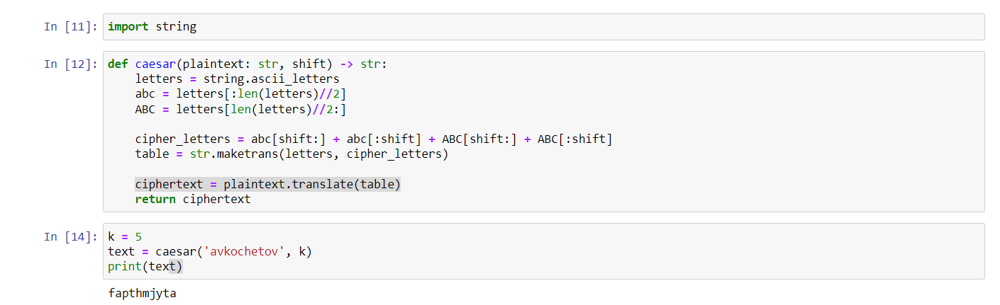 In [11]: import string
In [12]: def caesar(plaintext: str, shift) -> str:
    letters = string.ascii_letters
    abc = letters[:len(letters)//2]
    ABC = letters[len(letters)//2:]
    cipher_letters = abc[shift:] + abc[:shift] + ABC[shift:] + ABC[:shift]
    table = str.maketrans(letters, cipher_letters)
    ciphertext = plaintext.translate(table)
    return ciphertext
In [14]: k = 5
text = caesar('avkochetov', k)
print(text)
fapthmjyta